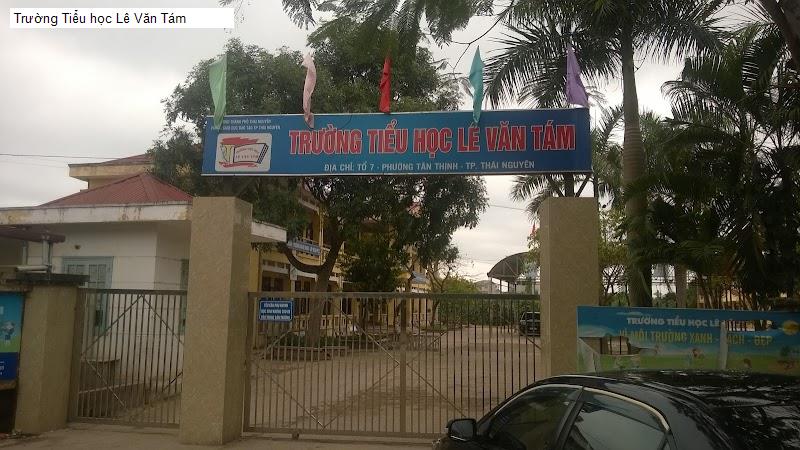 Trường Tiểu học Lê Văn Tám
TRƯỜNG TIỂU HỌC LÊ VĂN TÁM
ĐỊA CHỈ: TỔ 7 - PHƯỜNG TÂN THỊNH - TP. THÁI NGUYÊN
TRƯỜNG TIỂU HỌC LÊ
VÌ MÔI TRƯỜNG XANH - SẠCH - ĐẸP